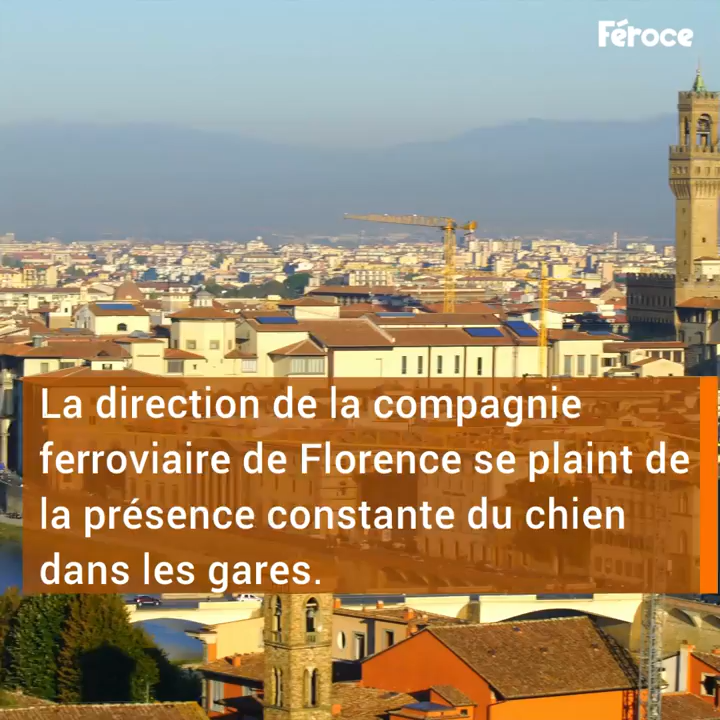 Féroce
La direction de la compagnie
ferroviaire de Florence se plaint de
la présence constante du chien
dans les gares.